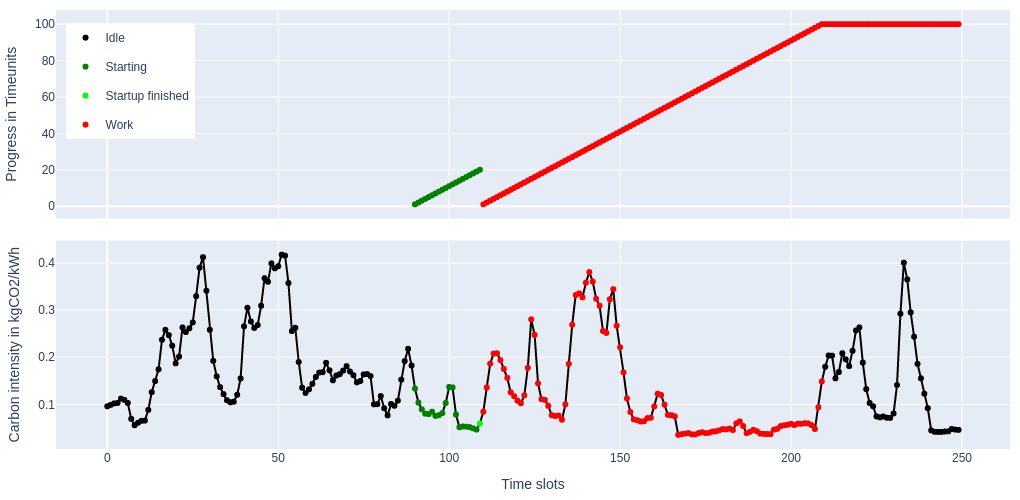 Progress in Timeunits
100
80
60
40
20
0
Idle
Starting
Startup finished
Work
Carbon intensity in kgCO2/kWh
0.4
0.3
0.2
0.1
0 50 100 150 200 250
Time slots